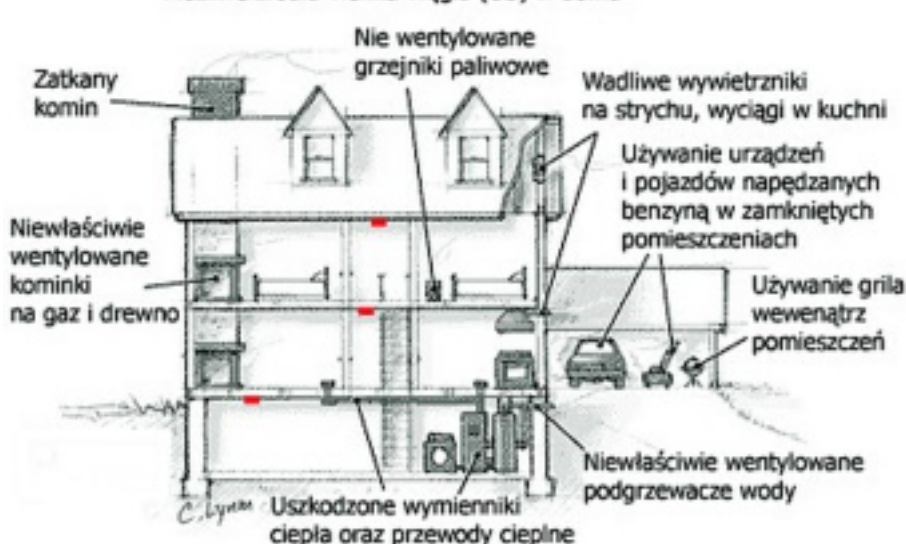 Nie wentylowane
grzejniki paliwowe
Zatkany
komin
Wadliwe wywietrzniki
na strychu, wyciągi w kuchni
Używanie urządzeń
i pojazdów napędzanych
benzyną w zamkniętych
pomieszczeniach
Niewłaściwie
wentylowane
kominki
na gaz i drewno
Używanie grila
wewenątrz
pomieszczeń
Niewłaściwie wentylowane
podgrzewacze wody
C. Lynm
Uszkodzone wymienniki
ciepła oraz przewody cieplne